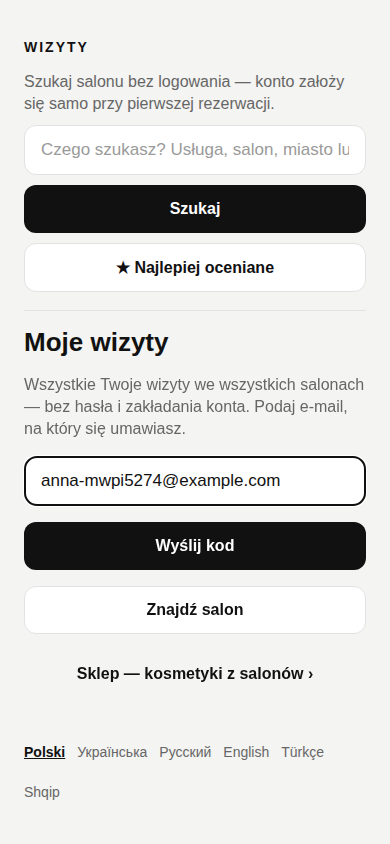 WIZYTY
Szukaj salonu bez logowania — konto założy
się samo przy pierwszej rezerwacji.
Czego szukasz? Usługa, salon, miasto lu
Szukaj
★ Najlepiej oceniane
Moje wizyty
Wszystkie Twoje wizyty we wszystkich salonach
— bez hasła i zakładania konta. Podaj e-mail,
na który się umawiasz.
anna-mwpi5274@example.com
Wyślij kod
Znajdź salon
Sklep — kosmetyki z salonów ›
Polski Українська Русский English Türkçe
Shqip